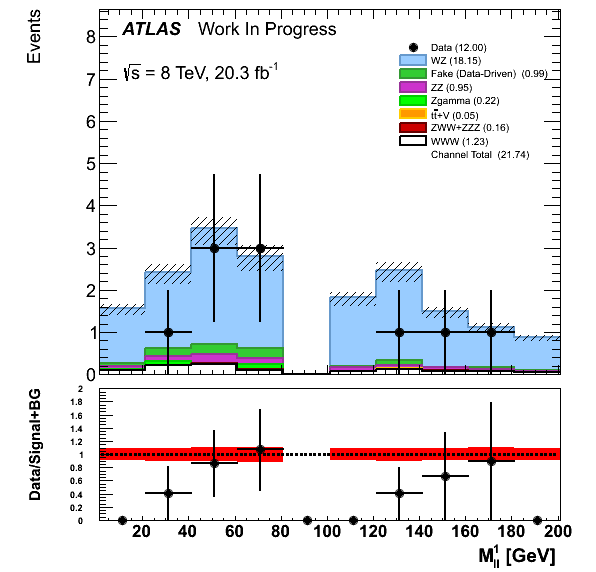 Events
ATLAS Work In Progress
√s = 8 TeV, 20.3 fb⁻¹
Data (12.00)
WZ (18.15)
Fake (Data-Driven) (0.99)
ZZ (0.95)
Zgamma (0.22)
tt̄+V (0.05)
ZWW+ZZZ (0.16)
WWW (1.23)
Channel Total (21.74)
8
7
6
5
4
3
2
1
0
Data/Signal+BG
2
1.8
1.6
1.4
1.2
1
0.8
0.6
0.4
0.2
0
20 40 60 80 100 120 140 160 180 200
M¹ll [GeV]